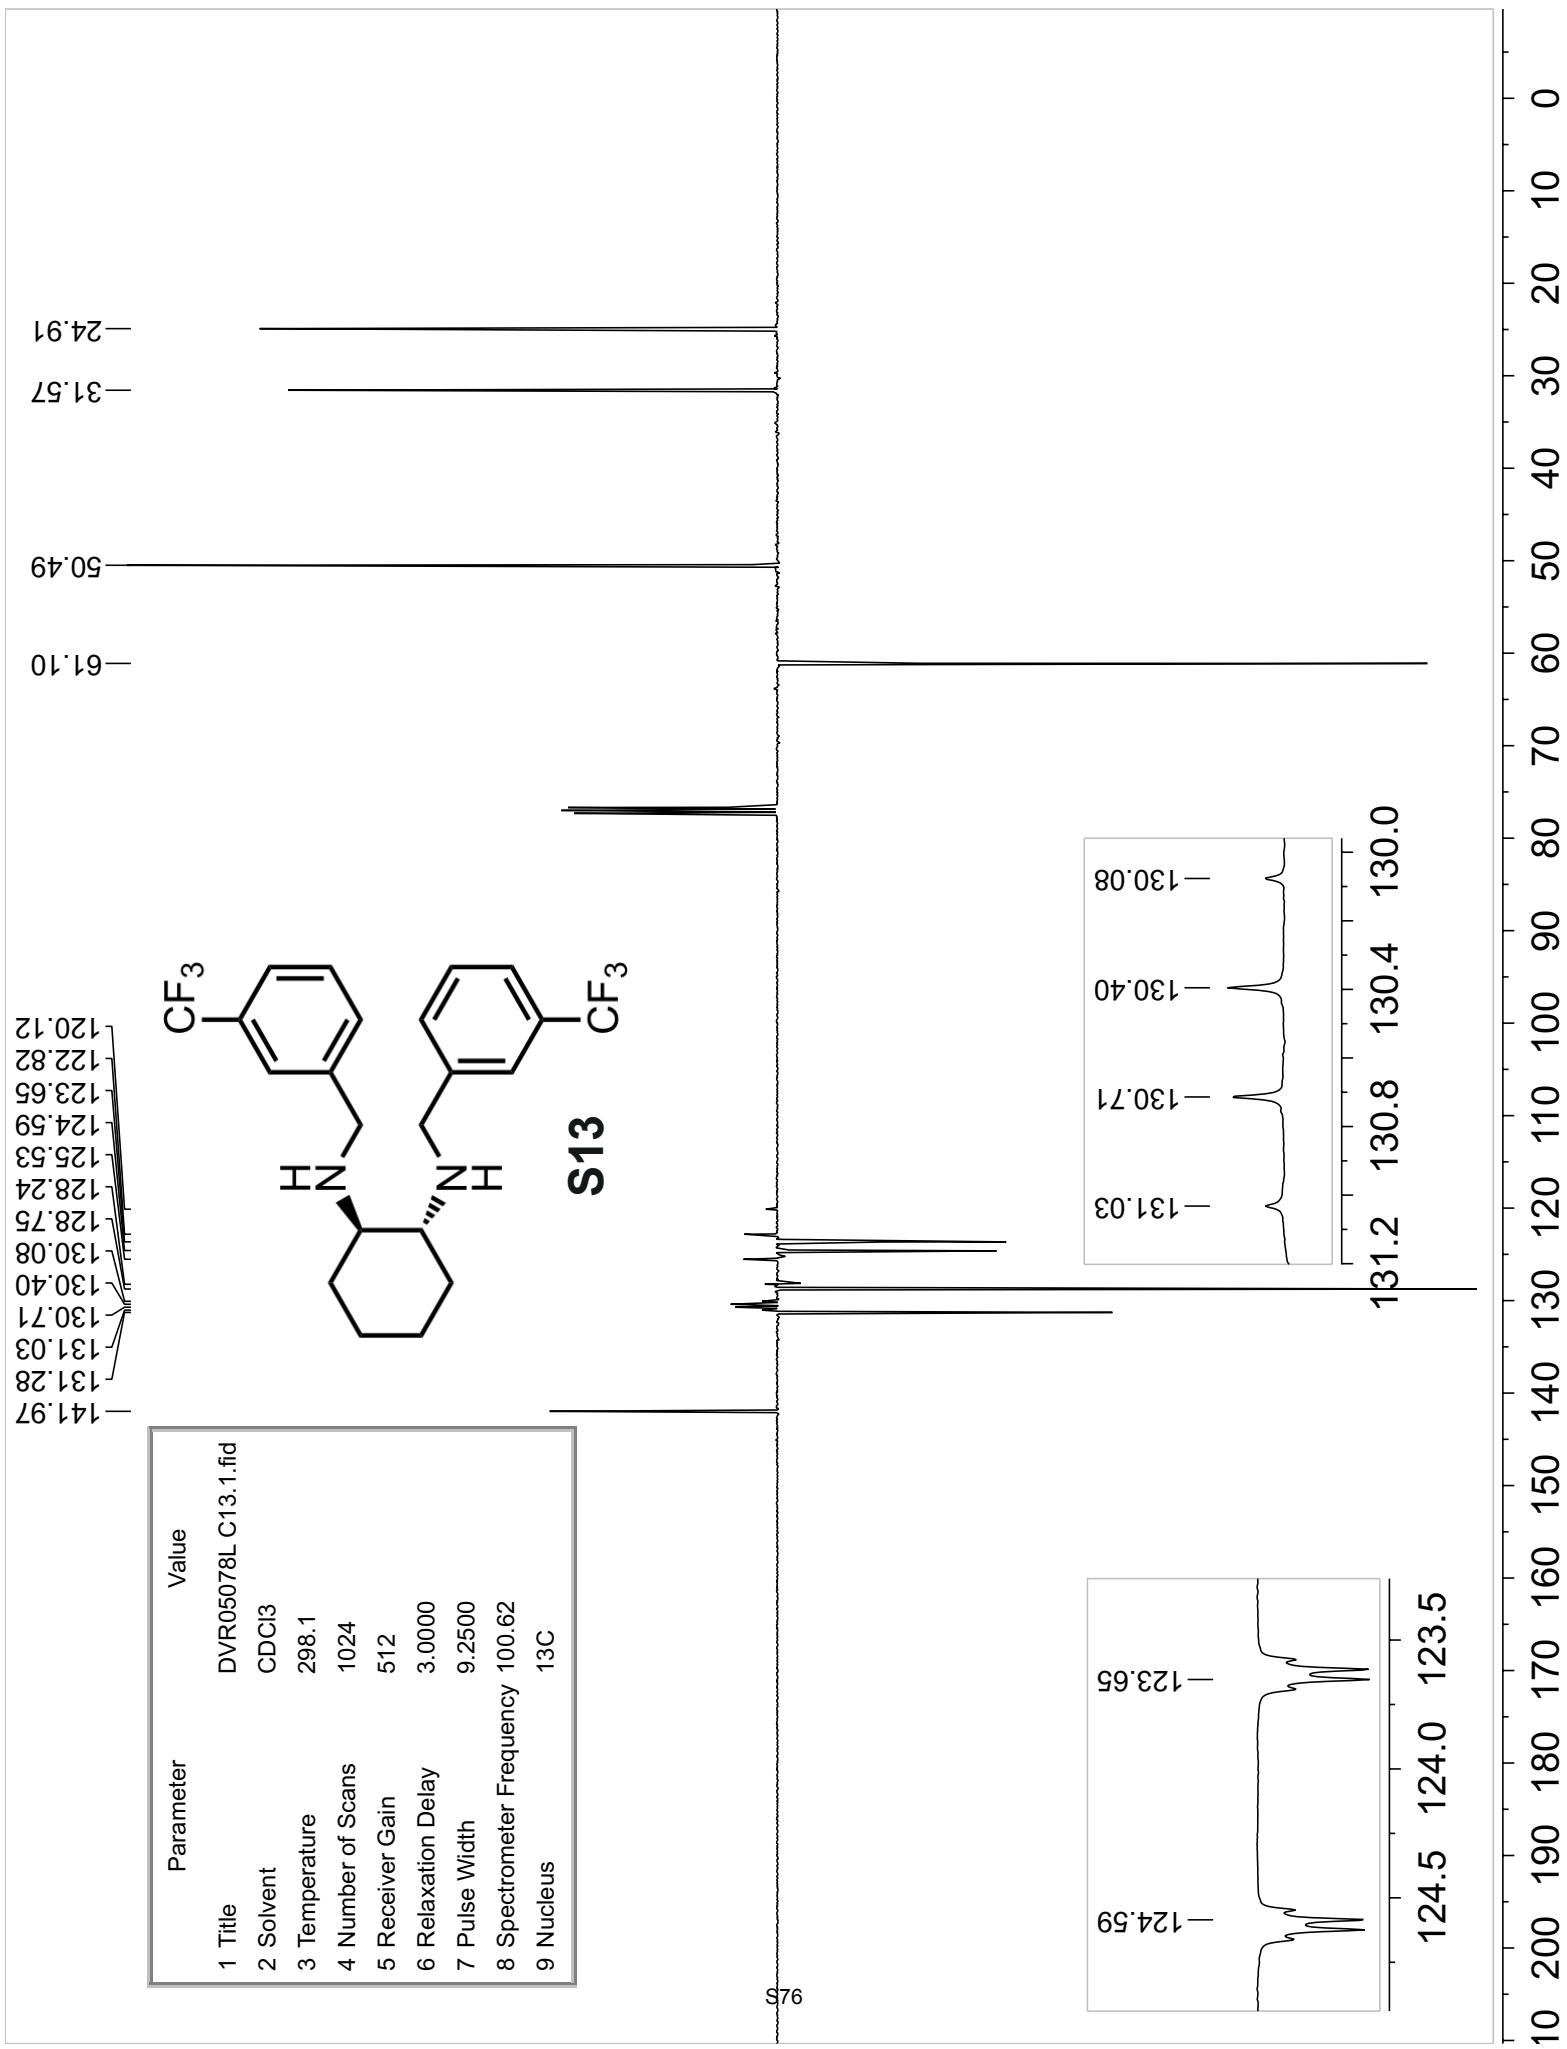 141.97
131.28
131.03
130.71
130.40
130.08
128.75
128.24
125.53
124.59
123.65
122.82
120.12
61.10
50.49
31.57
24.91
Parameter Value
1 Title DVR05078L C13.1.fid
2 Solvent CDCl3
3 Temperature 298.1
4 Number of Scans 1024
5 Receiver Gain 512
6 Relaxation Delay 3.0000
7 Pulse Width 9.2500
8 Spectrometer Frequency 100.62
9 Nucleus 13C
CF3
H
N
N
H
CF3
S13
S76
124.59
123.65
124.5 124.0 123.5
131.03
130.71
130.40
130.08
131.2 130.8 130.4 130.0
10 200 190 180 170 160 150 140 130 120 110 100 90 80 70 60 50 40 30 20 10 0